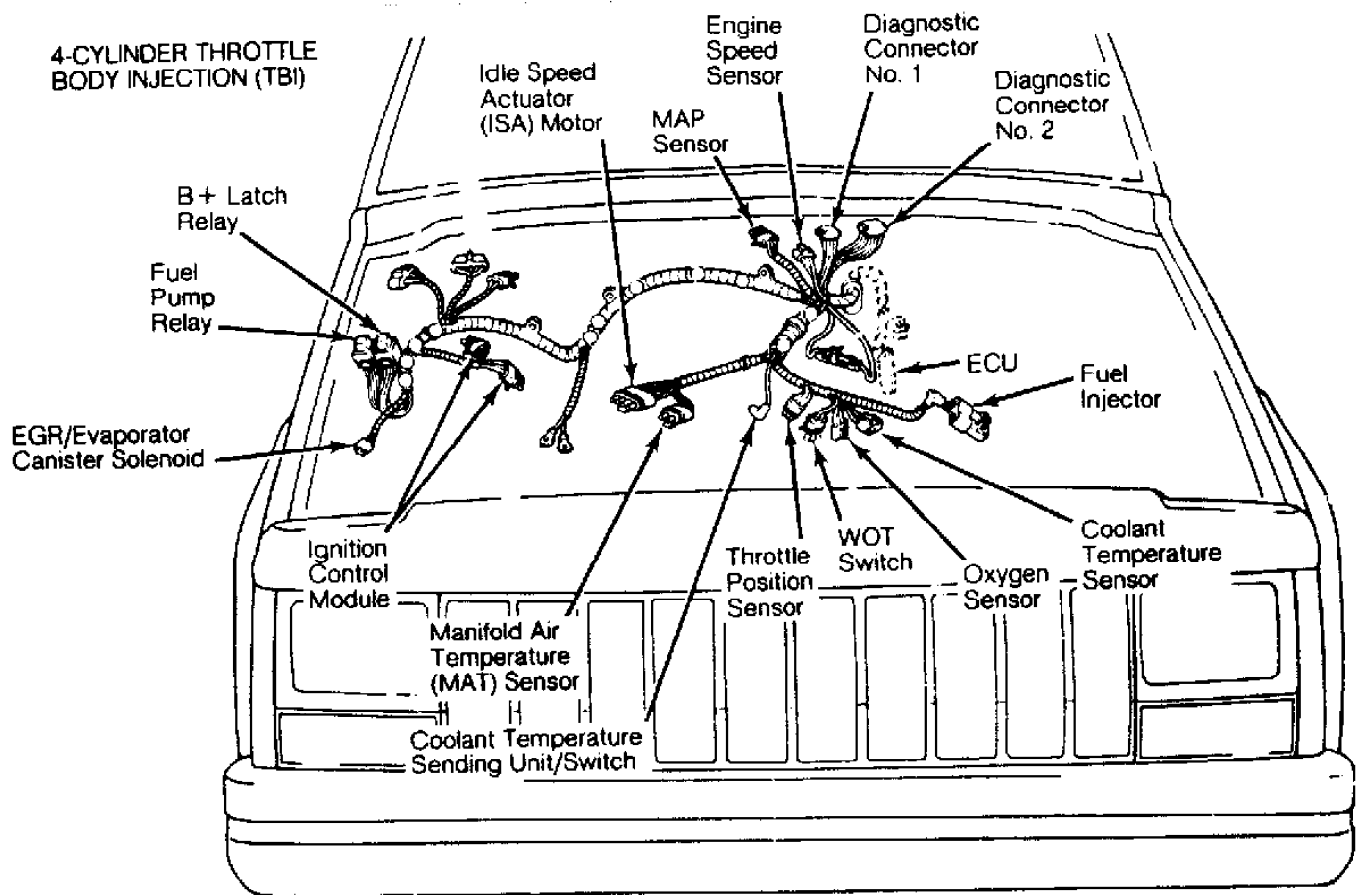 4-CYLINDER THROTTLE
BODY INJECTION (TBI)
Idle Speed
Actuator
(ISA) Motor
MAP
Sensor
Engine
Speed
Sensor
Diagnostic
Connector
No. 1
Diagnostic
Connector
No. 2
B + Latch
Relay
Fuel
Pump
Relay
EGR/Evaporator
Canister Solenoid
ECU
Fuel
Injector
Ignition
Control
Module
Manifold Air
Temperature
(MAT) Sensor
Coolant Temperature
Sending Unit/Switch
Throttle
Position
Sensor
WOT
Switch
Oxygen
Sensor
Coolant
Temperature
Sensor